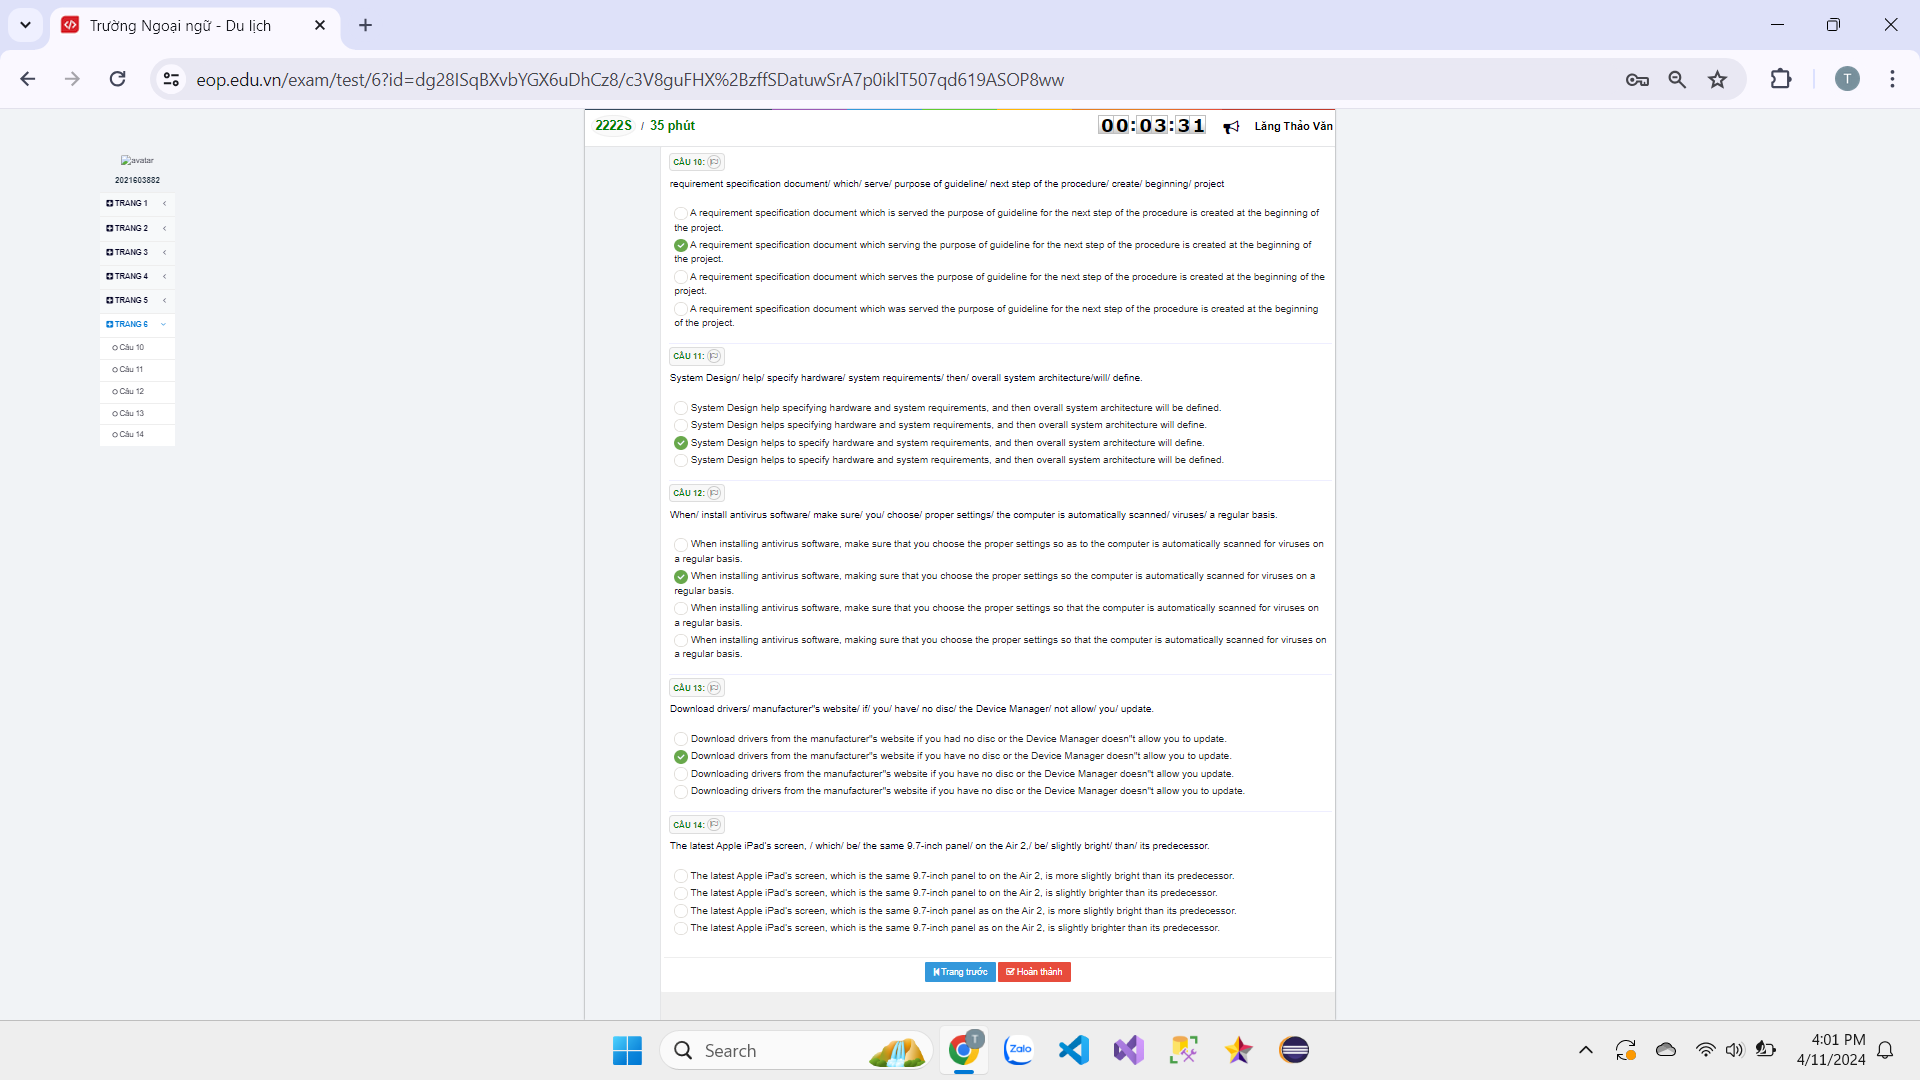 Trường Ngoại ngữ - Du lịch
eop.edu.vn/exam/test/6?id=dg28ISqBXvbYGX6uDhCz8/c3V8guFHX%2BzffSDatuwSrA7p0iklT507qd619ASOP8ww
T
2222S / 35 phút
00:03:31
Lăng Thảo Văn
avatar
2021603882
TRANG 1
TRANG 2
TRANG 3
TRANG 4
TRANG 5
TRANG 6
Câu 10
Câu 11
Câu 12
Câu 13
Câu 14
CÂU 10:
requirement specification document/ which/ serve/ purpose of guideline/ next step of the procedure/ create/ beginning/ project
A requirement specification document which is served the purpose of guideline for the next step of the procedure is created at the beginning of
the project.
A requirement specification document which serving the purpose of guideline for the next step of the procedure is created at the beginning of
the project.
A requirement specification document which serves the purpose of guideline for the next step of the procedure is created at the beginning of the
project.
A requirement specification document which was served the purpose of guideline for the next step of the procedure is created at the beginning
of the project.
CÂU 11:
System Design/ help/ specify hardware/ system requirements/ then/ overall system architecture/will/ define.
System Design help specifying hardware and system requirements, and then overall system architecture will be defined.
System Design helps specifying hardware and system requirements, and then overall system architecture will define.
System Design helps to specify hardware and system requirements, and then overall system architecture will define.
System Design helps to specify hardware and system requirements, and then overall system architecture will be defined.
CÂU 12:
When/ install antivirus software/ make sure/ you/ choose/ proper settings/ the computer is automatically scanned/ viruses/ a regular basis.
When installing antivirus software, make sure that you choose the proper settings so as to the computer is automatically scanned for viruses on
a regular basis.
When installing antivirus software, making sure that you choose the proper settings so the computer is automatically scanned for viruses on a
regular basis.
When installing antivirus software, make sure that you choose the proper settings so that the computer is automatically scanned for viruses on
a regular basis.
When installing antivirus software, making sure that you choose the proper settings so that the computer is automatically scanned for viruses on
a regular basis.
CÂU 13:
Download drivers/ manufacturer"s website/ if/ you/ have/ no disc/ the Device Manager/ not allow/ you/ update.
Download drivers from the manufacturer"s website if you had no disc or the Device Manager doesn"t allow you to update.
Download drivers from the manufacturer"s website if you have no disc or the Device Manager doesn"t allow you to update.
Downloading drivers from the manufacturer"s website if you have no disc or the Device Manager doesn"t allow you update.
Downloading drivers from the manufacturer"s website if you have no disc or the Device Manager doesn"t allow you to update.
CÂU 14:
The latest Apple iPad's screen, / which/ be/ the same 9.7-inch panel/ on the Air 2,/ be/ slightly bright/ than/ its predecessor.
The latest Apple iPad's screen, which is the same 9.7-inch panel to on the Air 2, is more slightly bright than its predecessor.
The latest Apple iPad's screen, which is the same 9.7-inch panel to on the Air 2, is slightly brighter than its predecessor.
The latest Apple iPad's screen, which is the same 9.7-inch panel as on the Air 2, is more slightly bright than its predecessor.
The latest Apple iPad's screen, which is the same 9.7-inch panel as on the Air 2, is slightly brighter than its predecessor.
Trang trước
Hoàn thành
Search
T
Zalo
4:01 PM
4/11/2024